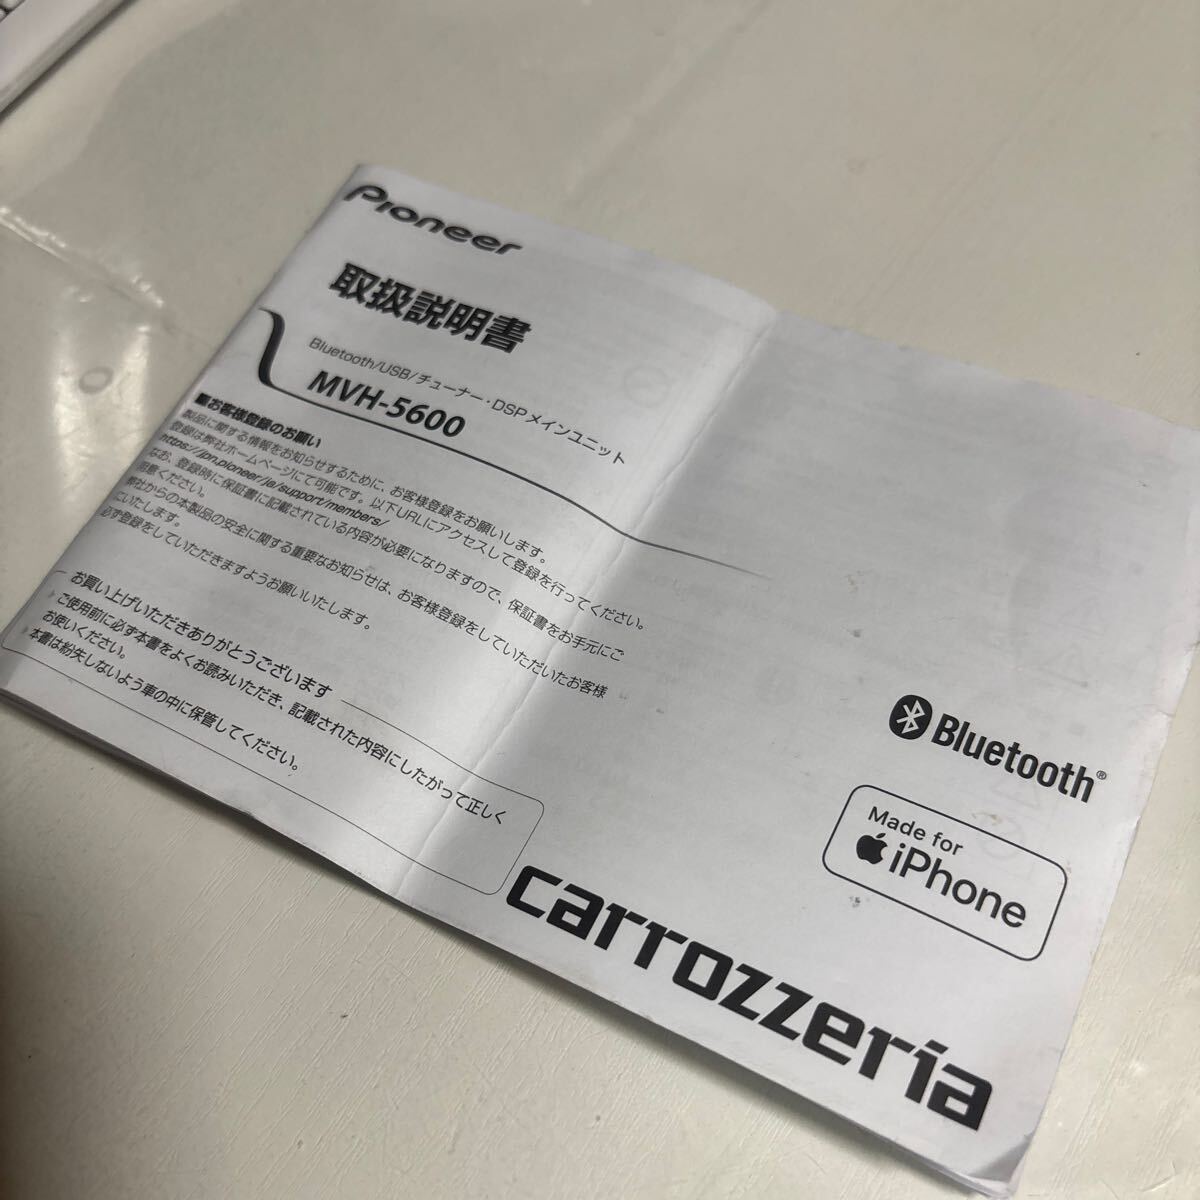 Pioneer
取扱説明書
Bluetooth/USB/チューナー・DSPメインユニット
MVH-5600
■お客様登録のお願い
製品に関する情報をお知らせするために、お客様登録をお願いします。
登録は弊社ホームページにて可能です。以下URLにアクセスして登録を行ってください。
https://jpn.pioneer/ja/support/members/
なお、登録時に保証書に記載されている内容が必要になりますので、保証書をお手元にご
用意ください。
弊社からの本製品の安全に関する重要なお知らせは、お客様登録をしていただいたお客様
にいたします。
必ず登録をしていただきますようお願いいたします。
お買い上げいただきありがとうございます
ご使用前に必ず本書をよくお読みいただき、記載された内容にしたがって正しく
お使いください。
本書は紛失しないよう車の中に保管してください。
Bluetooth®
Made for
iPhone
carrozzeria